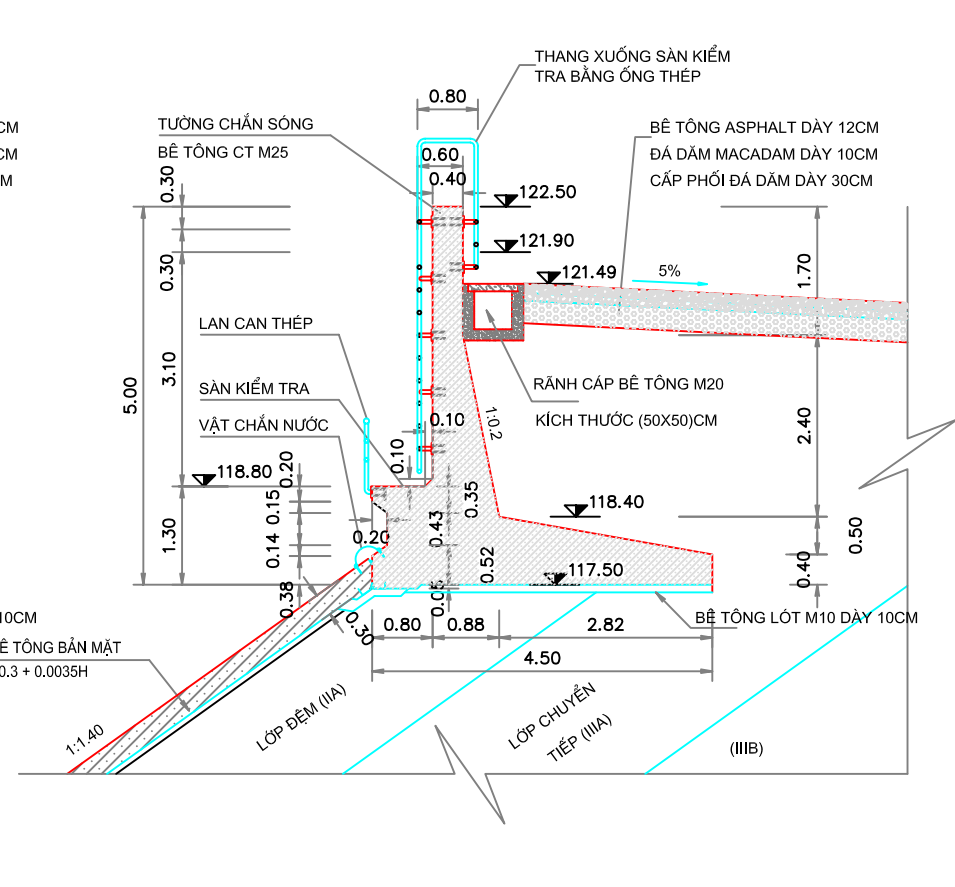 THANG XUỐNG SÀN KIỂM
TRA BẰNG ỐNG THÉP
0.80
CM
CM
M
TƯỜNG CHẮN SÓNG
BÊ TÔNG CT M25
0.60
0.40
BÊ TÔNG ASPHALT DÀY 12CM
ĐÁ DĂM MACADAM DÀY 10CM
CẤP PHỐI ĐÁ DĂM DÀY 30CM
0.30
122.50
121.90
121.49
5%
1.70
0.30
LAN CAN THÉP
3.10
5.00
SÀN KIỂM TRA
VẬT CHẮN NƯỚC
0.10
0.10
1:0.2
RÃNH CÁP BÊ TÔNG M20
KÍCH THƯỚC (50X50)CM
2.40
118.80
0.20
0.15
0.14
1.30
0.38
0.20
0.43
0.35
0.52
0.05
118.40
0.50
0.40
117.50
0.30
0.80
0.88
2.82
4.50
BÊ TÔNG LÓT M10 DÀY 10CM
10CM
Ê TÔNG BẢN MẶT
0.3 + 0.0035H
1:1.40
LỚP ĐỆM (IIA)
LỚP CHUYỂN
TIẾP (IIIA)
(IIIB)